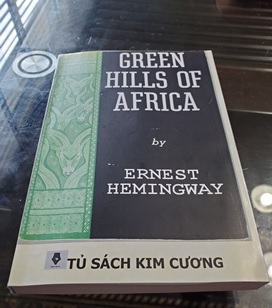 GREEN
HILLS OF
AFRICA
by
ERNEST
HEMINGWAY
TỦ SÁCH KIM CƯƠNG